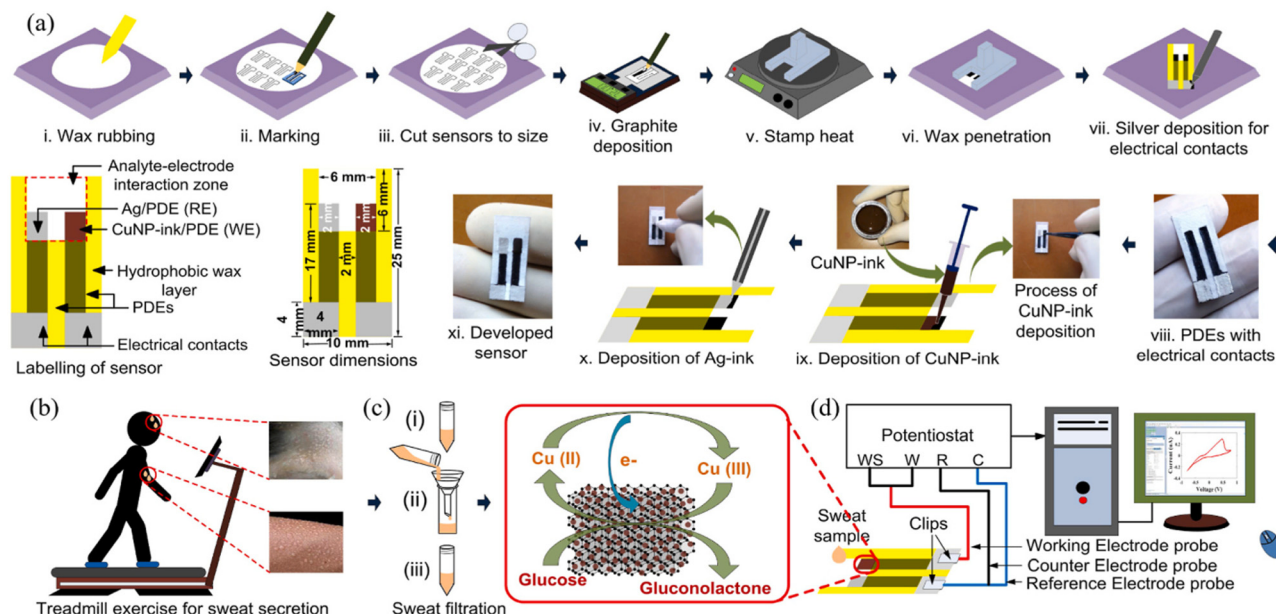 (a)
i. Wax rubbing
ii. Marking
iii. Cut sensors to size
iv. Graphite
deposition
v. Stamp heat
vi. Wax penetration
vii. Silver deposition for
electrical contacts
Analyte-electrode
interaction zone
Ag/PDE (RE)
CuNP-ink/PDE (WE)
Hydrophobic wax
layer
PDEs
Electrical contacts
Labelling of sensor
6 mm
6 mm
2 mm
2 mm
17 mm
2 mm
25 mm
4 mm
4
mm
10 mm
Sensor dimensions
xi. Developed
sensor
x. Deposition of Ag-ink
CuNP-ink
ix. Deposition of CuNP-ink
Process of
CuNP-ink
deposition
viii. PDEs with
electrical contacts
(b)
Treadmill exercise for sweat secretion
(c)
(i)
(ii)
(iii)
Sweat filtration
Cu (II)
e-
Cu (III)
Glucose
Gluconolactone
(d)
Potentiostat
WS W R C
Sweat
sample
Clips
Working Electrode probe
Counter Electrode probe
Reference Electrode probe
Current (mA)
Voltage (V)